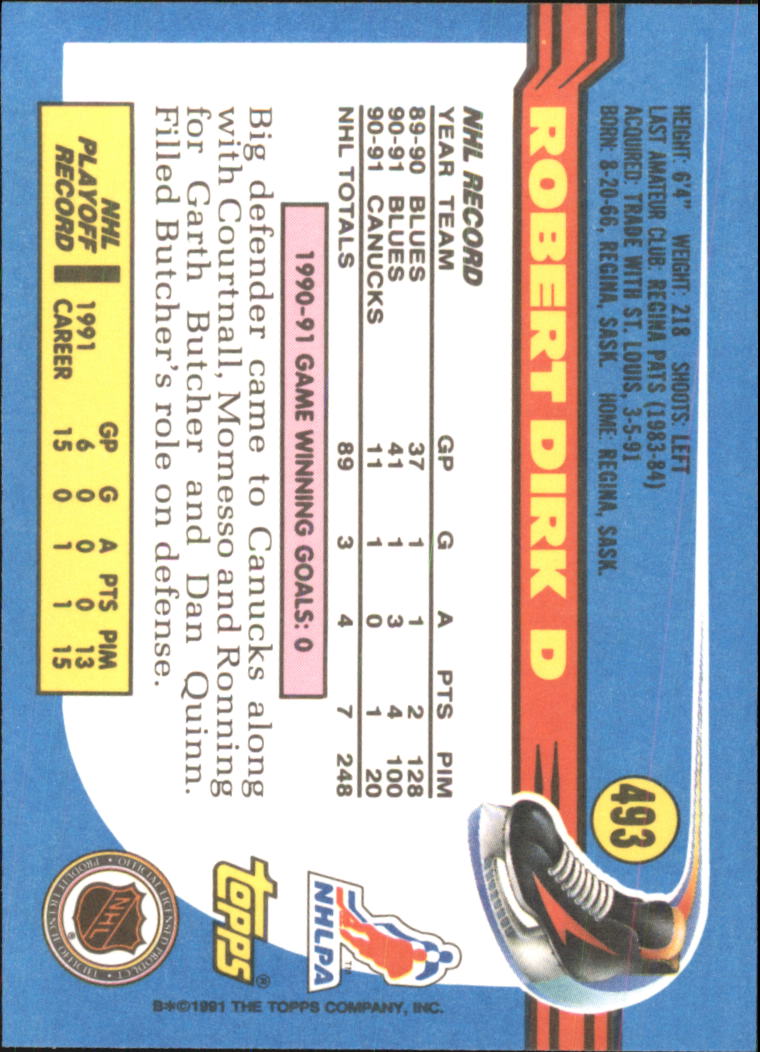 493
HEIGHT: 6'4" WEIGHT: 218 SHOOTS: LEFT
LAST AMATEUR CLUB: REGINA PATS (1983-84)
ACQUIRED: TRADE WITH ST. LOUIS, 3-5-91
BORN: 8-20-66, REGINA, SASK. HOME: REGINA, SASK.
ROBERT DIRK D
NHL RECORD
YEAR TEAM GP G A PTS PIM
89-90 BLUES 37 1 1 2 128
90-91 BLUES 41 1 3 4 100
90-91 CANUCKS 11 1 0 1 20
NHL TOTALS 89 3 4 7 248
1990-91 GAME WINNING GOALS: 0
Big defender came to Canucks along
with Courtnall, Momesso and Ronning
for Garth Butcher and Dan Quinn.
Filled Butcher's role on defense.
NHL
PLAYOFF
RECORD
GP G A PTS PIM
1991 6 0 0 0 13
CAREER 15 0 1 1 15
NHLPA
TM
topps®
OFFICIAL LICENSED PRODUCT •
NHL
®
B*©1991 THE TOPPS COMPANY, INC.